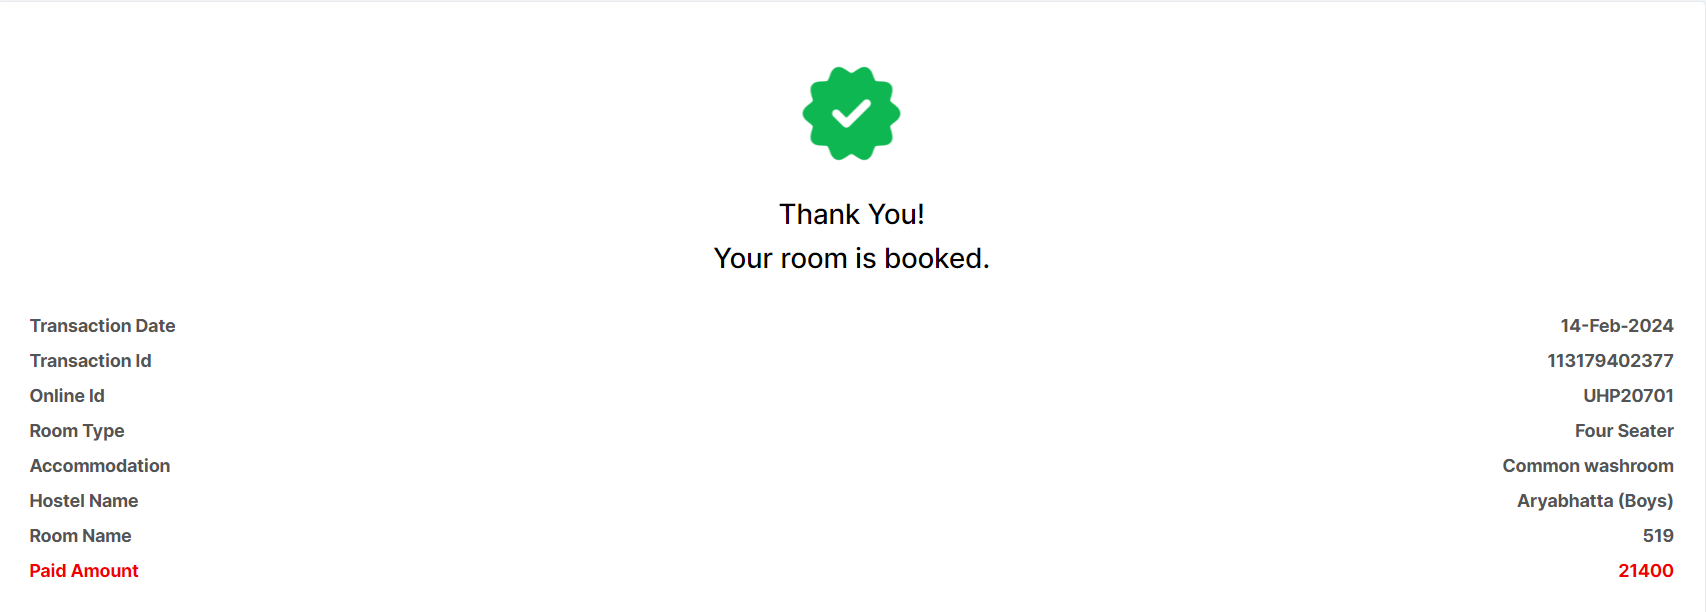 Thank You!
Your room is booked.
Transaction Date 14-Feb-2024
Transaction Id 113179402377
Online Id UHP20701
Room Type Four Seater
Accommodation Common washroom
Hostel Name Aryabhatta (Boys)
Room Name 519
Paid Amount 21400